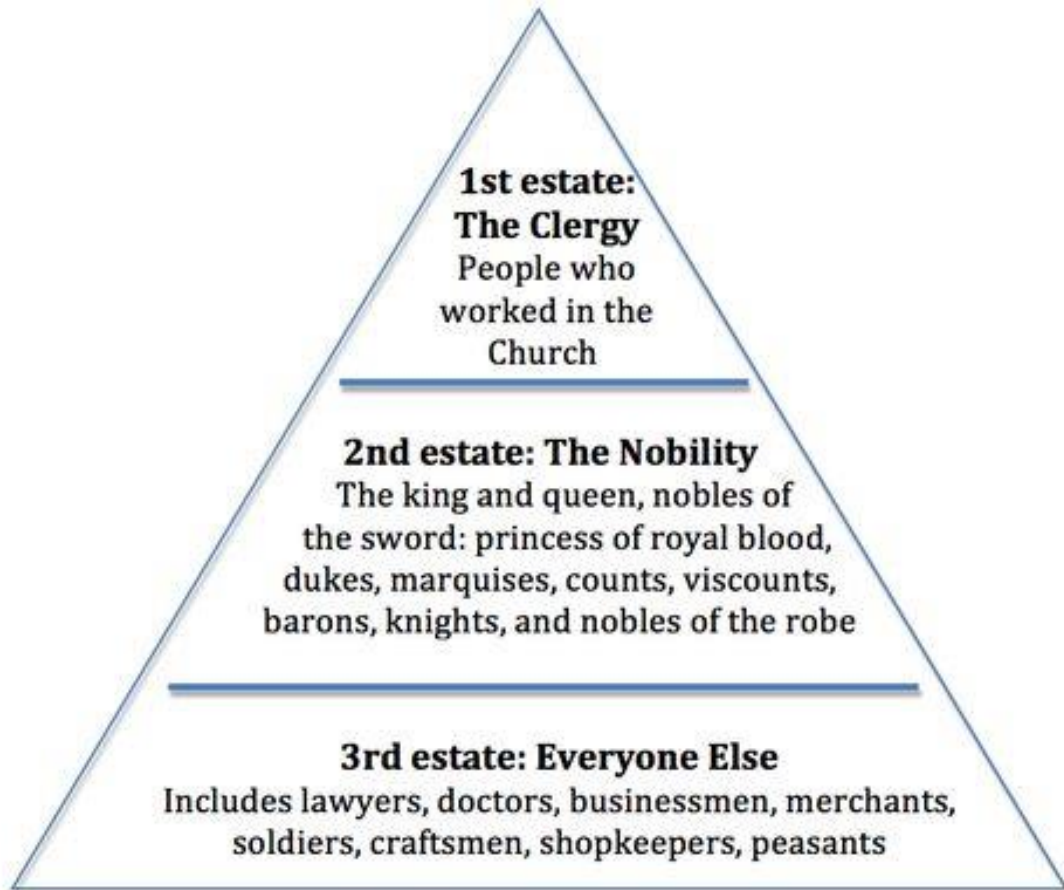 1st estate:
The Clergy
People who
worked in the
Church
2nd estate: The Nobility
The king and queen, nobles of
the sword: princess of royal blood,
dukes, marquises, counts, viscounts,
barons, knights, and nobles of the robe
3rd estate: Everyone Else
Includes lawyers, doctors, businessmen, merchants,
soldiers, craftsmen, shopkeepers, peasants